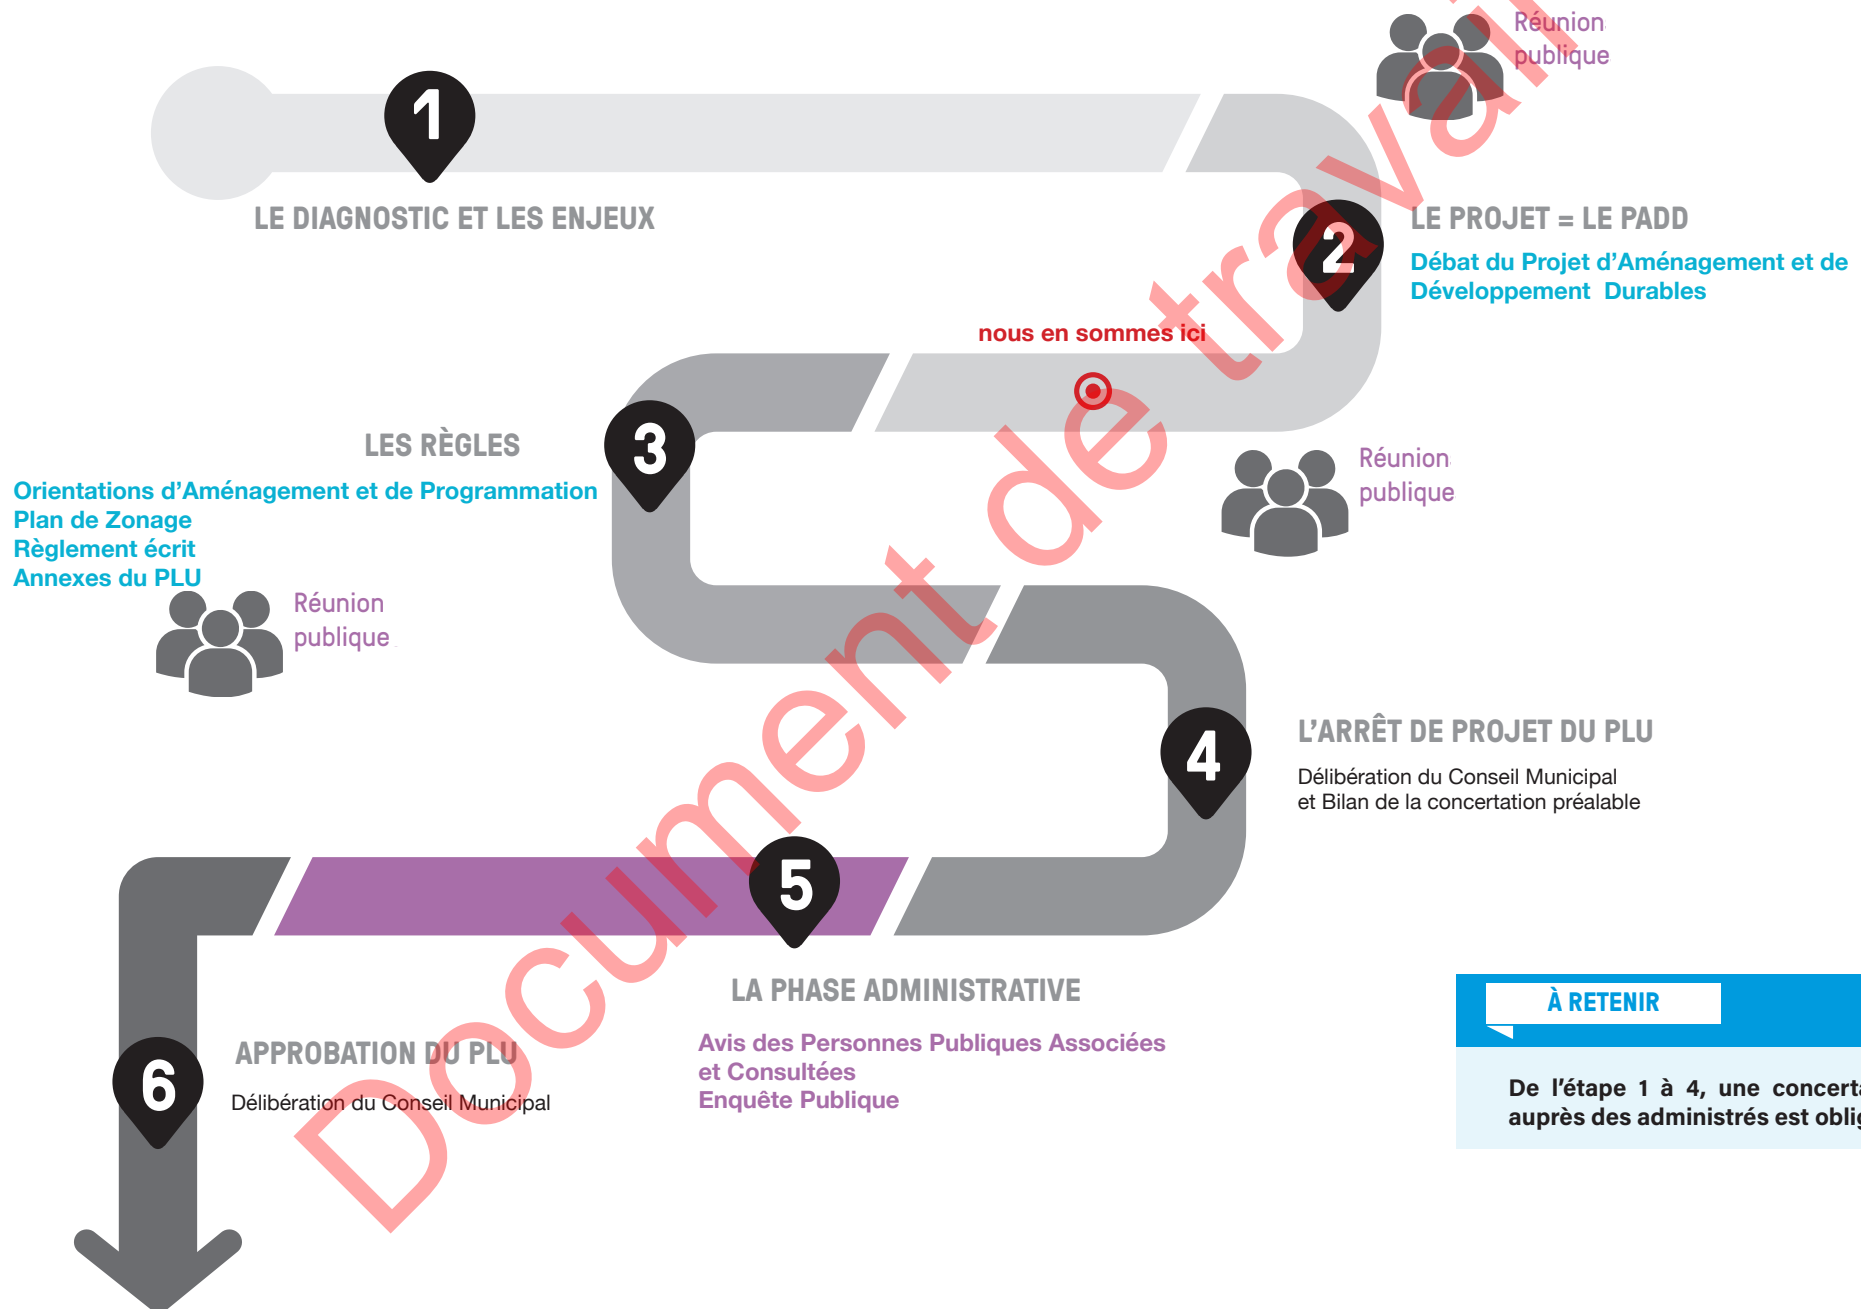 Réunion
publique
1
LE DIAGNOSTIC ET LES ENJEUX
2
LE PROJET = LE PADD
Débat du Projet d'Aménagement et de
Développement Durables
nous en sommes ici
3
LES RÈGLES
Orientations d'Aménagement et de Programmation
Plan de Zonage
Règlement écrit
Annexes du PLU
Réunion
publique
Réunion
publique
4
L'ARRÊT DE PROJET DU PLU
Délibération du Conseil Municipal
et Bilan de la concertation préalable
5
LA PHASE ADMINISTRATIVE
Avis des Personnes Publiques Associées
et Consultées
Enquête Publique
6
APPROBATION DU PLU
Délibération du Conseil Municipal
À RETENIR
De l'étape 1 à 4, une
auprès des administrés est
Document de travail